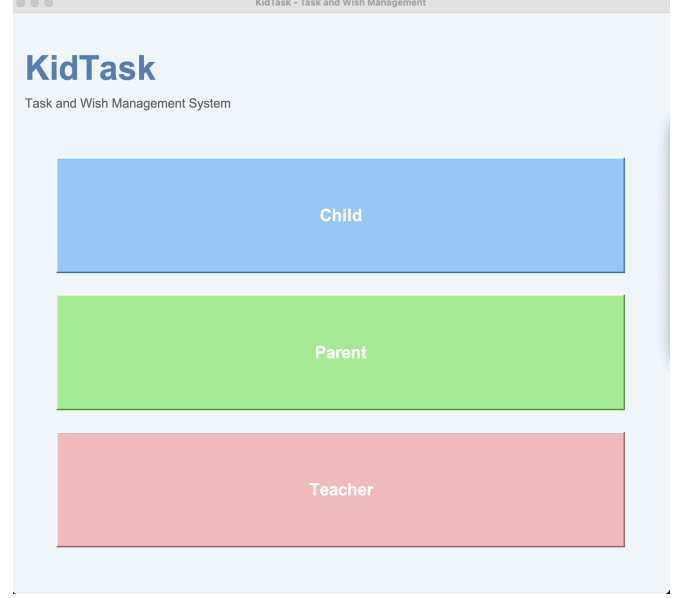 KidTask - Task and Wish Management
KidTask
Task and Wish Management System
Child
Parent
Teacher